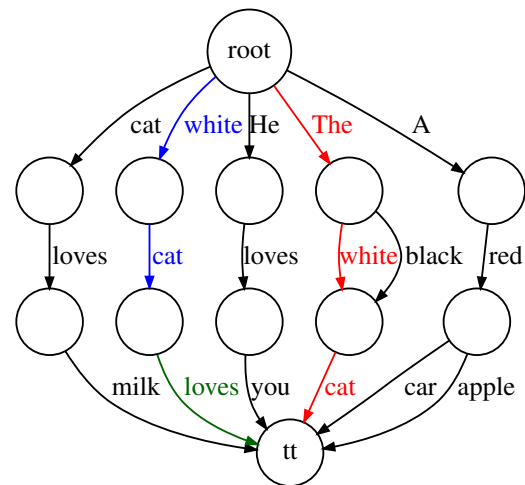 root
cat white He The A
loves cat loves white black red
milk loves you cat car apple
tt